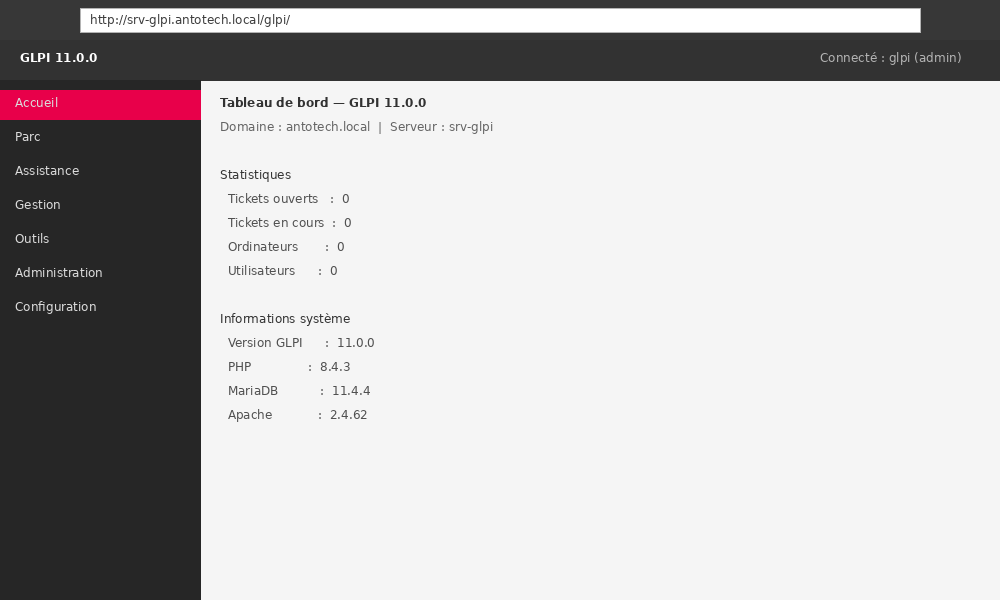 http://srv-glpi.antotech.local/glpi/
GLPI 11.0.0
Connecté : glpi (admin)
Accueil
Parc
Assistance
Gestion
Outils
Administration
Configuration
Tableau de bord — GLPI 11.0.0
Domaine : antotech.local | Serveur : srv-glpi
Statistiques
Tickets ouverts : 0
Tickets en cours : 0
Ordinateurs : 0
Utilisateurs : 0
Informations système
Version GLPI : 11.0.0
PHP : 8.4.3
MariaDB : 11.4.4
Apache : 2.4.62